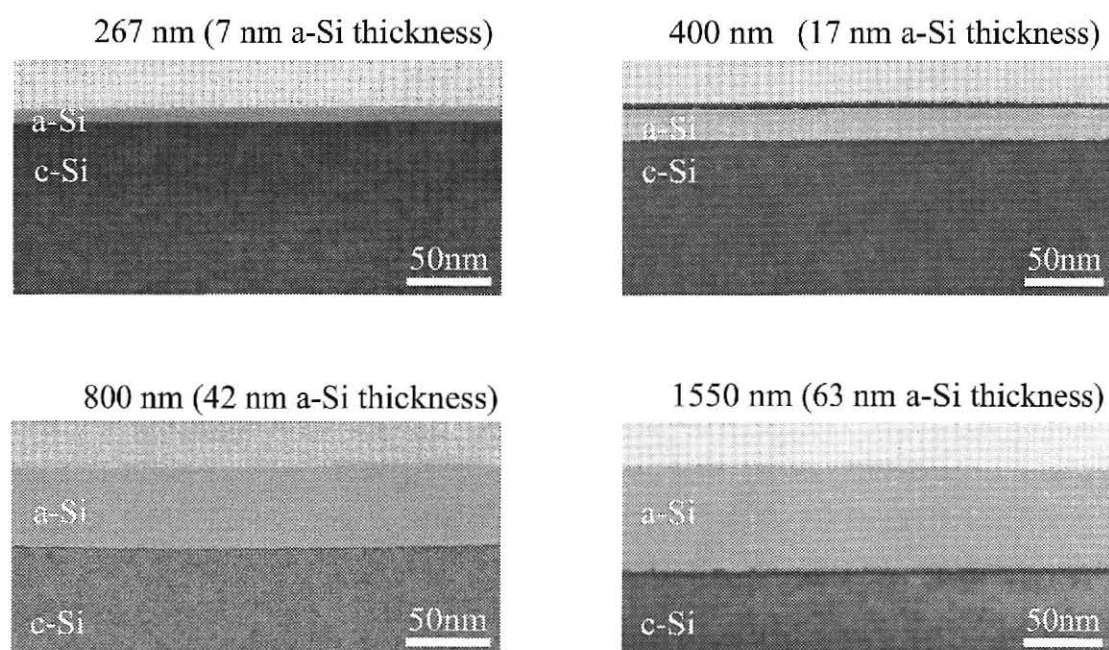 267 nm (7 nm a-Si thickness)
a-Si
c-Si
50nm
400 nm (17 nm a-Si thickness)
a-Si
c-Si
50nm
800 nm (42 nm a-Si thickness)
a-Si
c-Si
50nm
1550 nm (63 nm a-Si thickness)
a-Si
c-Si
50nm